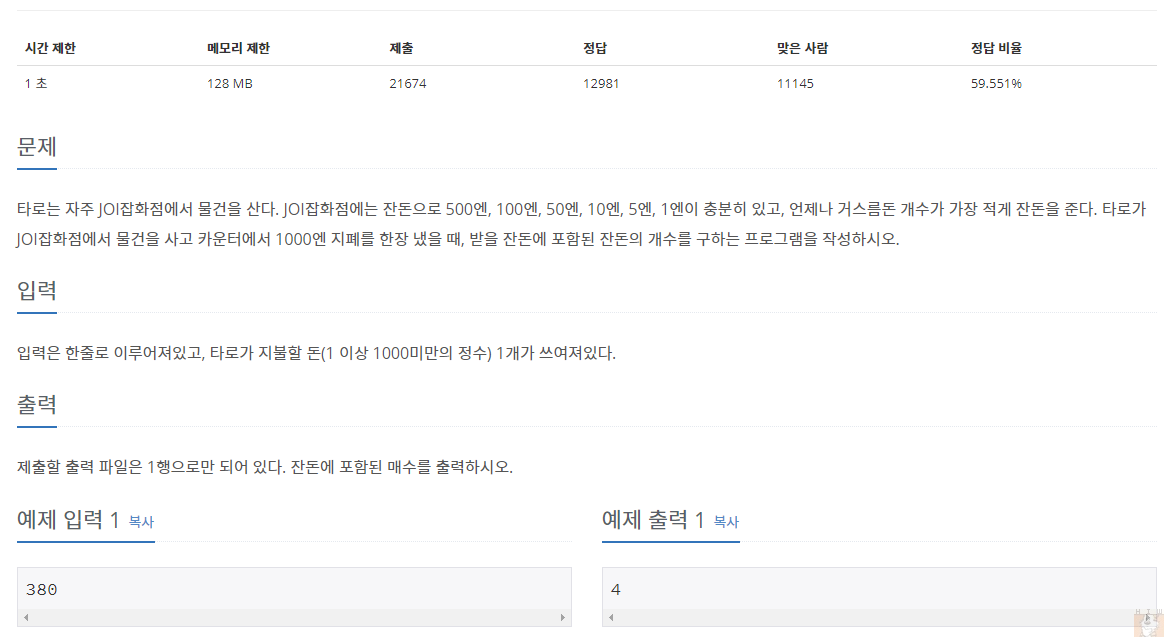 시간 제한 메모리 제한 제출 정답 맞은 사람 정답 비율
1 초 128 MB 21674 12981 11145 59.551%
문제
타로는 자주 JOI잡화점에서 물건을 산다. JOI잡화점에는 잔돈으로 500엔, 100엔, 50엔, 10엔, 5엔, 1엔이 충분히 있고, 언제나 거스름돈 개수가 가장 적게 잔돈을 준다. 타로가
JOI잡화점에서 물건을 사고 카운터에서 1000엔 지폐를 한장 냈을 때, 받을 잔돈에 포함된 잔돈의 개수를 구하는 프로그램을 작성하시오.
입력
입력은 한줄로 이루어져있고, 타로가 지불할 돈(1 이상 1000미만의 정수) 1개가 쓰여져있다.
출력
제출할 출력 파일은 1행으로만 되어 있다. 잔돈에 포함된 매수를 출력하시오.
예제 입력 1 복사
380
예제 출력 1 복사
4